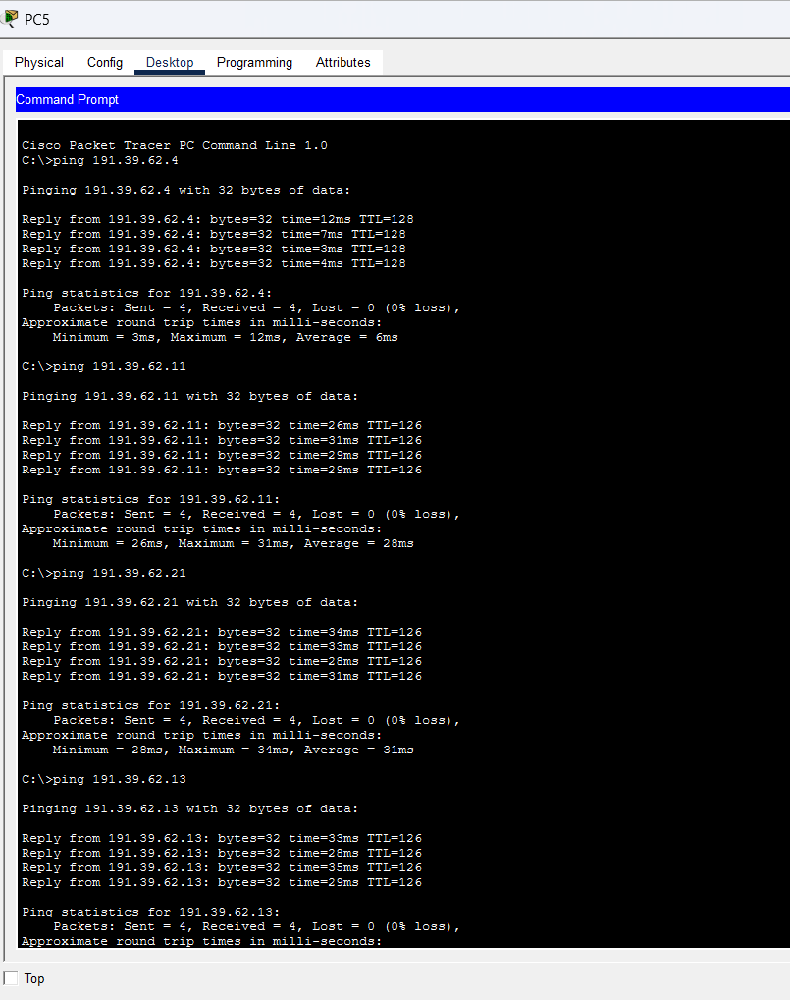 PC5
Physical Config Desktop Programming Attributes
Command Prompt
Cisco Packet Tracer PC Command Line 1.0
C:\>ping 191.39.62.4
Pinging 191.39.62.4 with 32 bytes of data:
Reply from 191.39.62.4: bytes=32 time=12ms TTL=128
Reply from 191.39.62.4: bytes=32 time=7ms TTL=128
Reply from 191.39.62.4: bytes=32 time=3ms TTL=128
Reply from 191.39.62.4: bytes=32 time=4ms TTL=128
Ping statistics for 191.39.62.4:
    Packets: Sent = 4, Received = 4, Lost = 0 (0% loss),
Approximate round trip times in milli-seconds:
    Minimum = 3ms, Maximum = 12ms, Average = 6ms
C:\>ping 191.39.62.11
Pinging 191.39.62.11 with 32 bytes of data:
Reply from 191.39.62.11: bytes=32 time=26ms TTL=126
Reply from 191.39.62.11: bytes=32 time=31ms TTL=126
Reply from 191.39.62.11: bytes=32 time=29ms TTL=126
Reply from 191.39.62.11: bytes=32 time=29ms TTL=126
Ping statistics for 191.39.62.11:
    Packets: Sent = 4, Received = 4, Lost = 0 (0% loss),
Approximate round trip times in milli-seconds:
    Minimum = 26ms, Maximum = 31ms, Average = 28ms
C:\>ping 191.39.62.21
Pinging 191.39.62.21 with 32 bytes of data:
Reply from 191.39.62.21: bytes=32 time=34ms TTL=126
Reply from 191.39.62.21: bytes=32 time=33ms TTL=126
Reply from 191.39.62.21: bytes=32 time=28ms TTL=126
Reply from 191.39.62.21: bytes=32 time=31ms TTL=126
Ping statistics for 191.39.62.21:
    Packets: Sent = 4, Received = 4, Lost = 0 (0% loss),
Approximate round trip times in milli-seconds:
    Minimum = 28ms, Maximum = 34ms, Average = 31ms
C:\>ping 191.39.62.13
Pinging 191.39.62.13 with 32 bytes of data:
Reply from 191.39.62.13: bytes=32 time=33ms TTL=126
Reply from 191.39.62.13: bytes=32 time=28ms TTL=126
Reply from 191.39.62.13: bytes=32 time=35ms TTL=126
Reply from 191.39.62.13: bytes=32 time=29ms TTL=126
Ping statistics for 191.39.62.13:
    Packets: Sent = 4, Received = 4, Lost = 0 (0% loss),
Approximate round trip times in milli-seconds:
Top